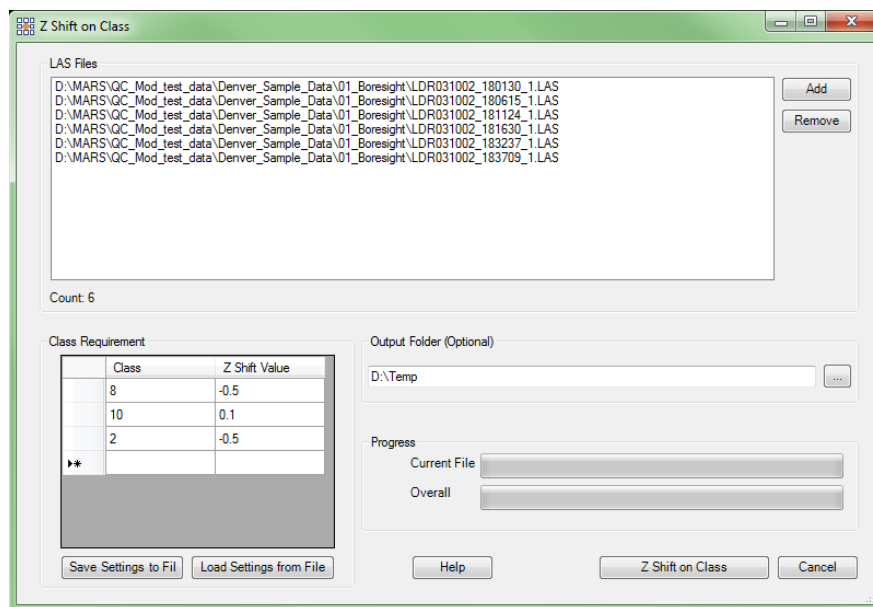 Z Shift on Class
LAS Files
D:\MARS\QC_Mod_test_data\Denver_Sample_Data\01_Boresight\LDR031002_180130_1.LAS
D:\MARS\QC_Mod_test_data\Denver_Sample_Data\01_Boresight\LDR031002_180615_1.LAS
D:\MARS\QC_Mod_test_data\Denver_Sample_Data\01_Boresight\LDR031002_181124_1.LAS
D:\MARS\QC_Mod_test_data\Denver_Sample_Data\01_Boresight\LDR031002_181630_1.LAS
D:\MARS\QC_Mod_test_data\Denver_Sample_Data\01_Boresight\LDR031002_183237_1.LAS
D:\MARS\QC_Mod_test_data\Denver_Sample_Data\01_Boresight\LDR031002_183709_1.LAS
Add
Remove
Count: 6
Class Requirement
Class Z Shift Value
8 -0.5
10 0.1
2 -0.5
Save Settings to Fil
Load Settings from File
Output Folder (Optional)
D:\Temp
...
Progress
Current File
Overall
Help
Z Shift on Class
Cancel